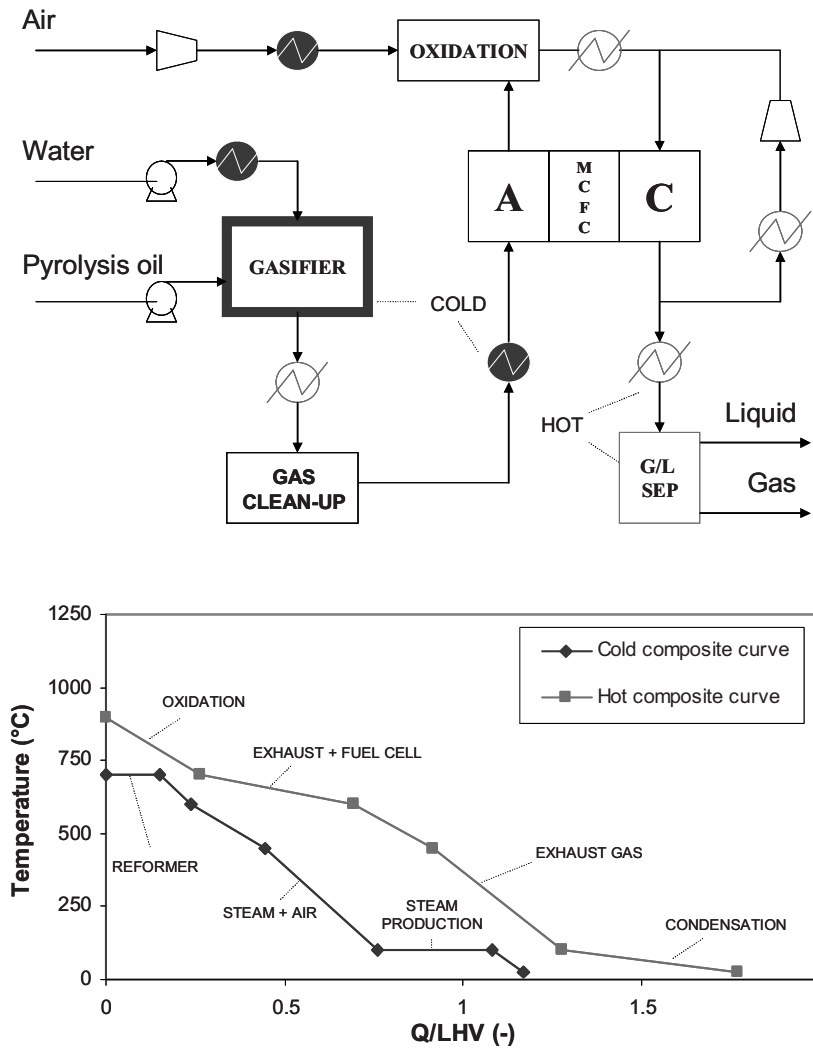 Air
OXIDATION
Water
M
C
F
C
A
C
Pyrolysis oil
GASIFIER
COLD
HOT
Liquid
GAS
CLEAN-UP
G/L
SEP
Gas
1250
Cold composite curve
Hot composite curve
1000
OXIDATION
EXHAUST + FUEL CELL
750
Temperature (°C)
REFORMER
500
EXHAUST GAS
STEAM + AIR
STEAM
PRODUCTION
250
CONDENSATION
0
0
0.5
1
1.5
Q/LHV (-)